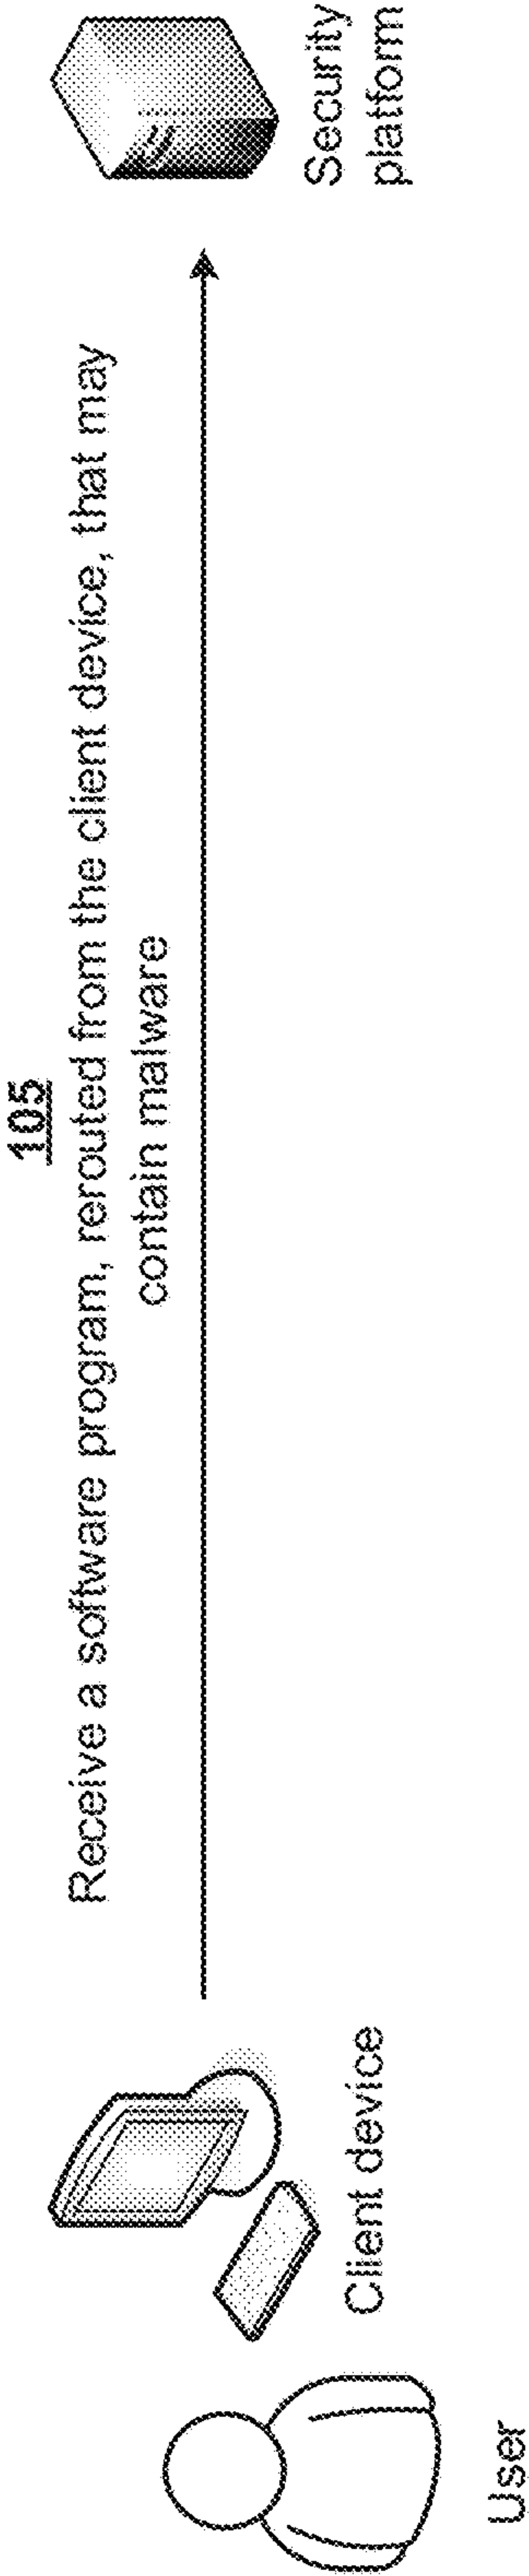 105
Receive a software program, rerouted from the client device, that may
contain malware
User
Client device
Security
platform